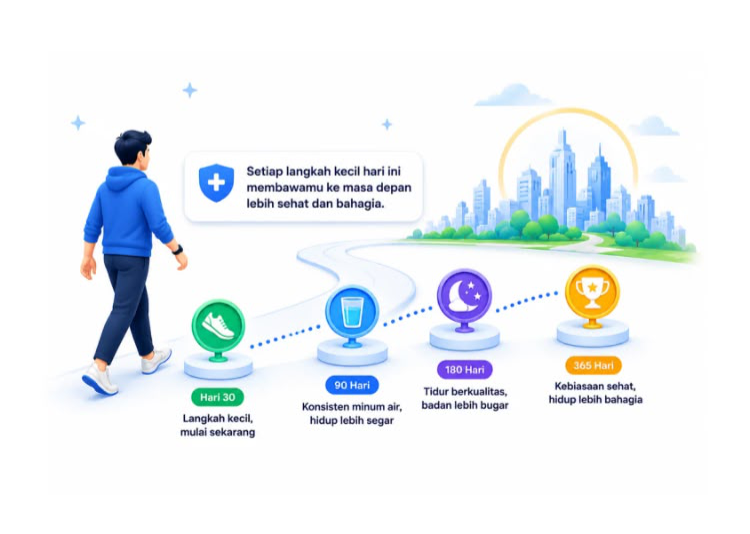 Setiap langkah kecil hari ini
membawamu ke masa depan
lebih sehat dan bahagia.
Hari 30
Langkah kecil,
mulai sekarang
90 Hari
Konsisten minum air,
hidup lebih segar
180 Hari
Tidur berkualitas,
badan lebih bugar
365 Hari
Kebiasaan sehat,
hidup lebih bahagia